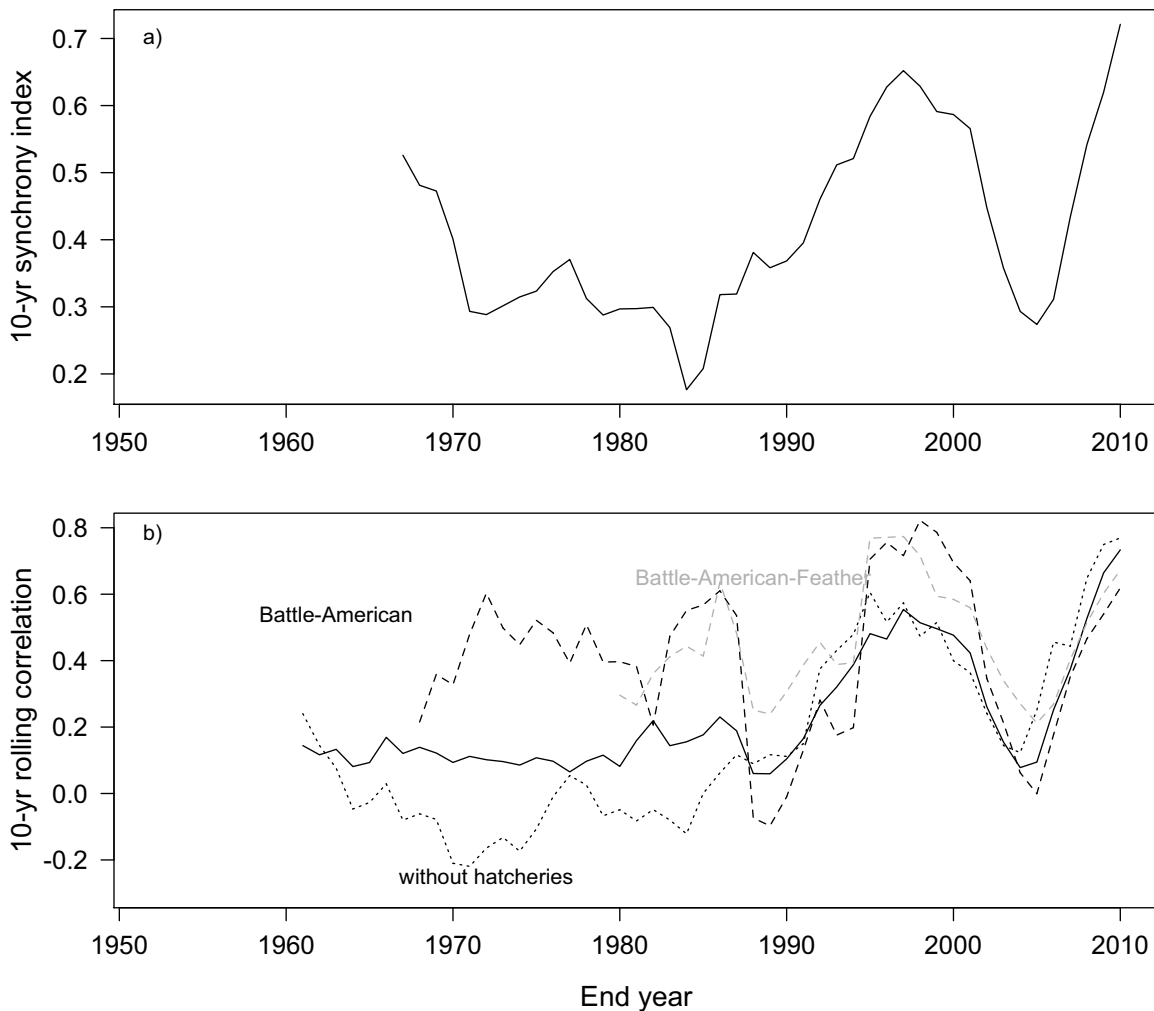 a)
10-yr synchrony index
0.7
0.6
0.5
0.4
0.3
0.2
1950 1960 1970 1980 1990 2000 2010
b)
10-yr rolling correlation
0.8
0.6
0.4
0.2
0.0
-0.2
Battle-American-Feather
Battle-American
without hatcheries
1950 1960 1970 1980 1990 2000 2010
End year